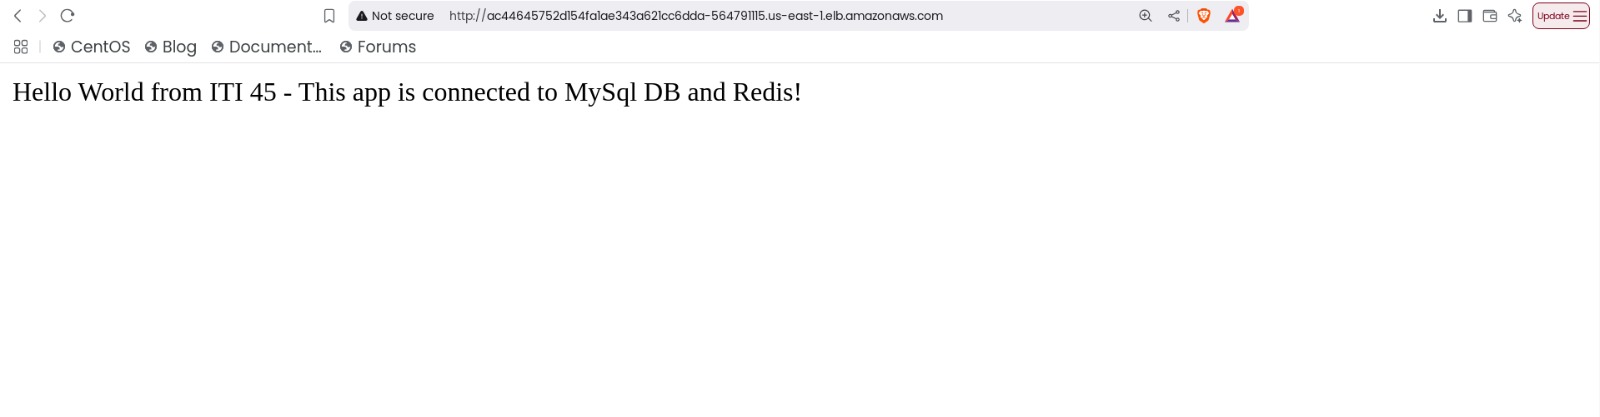 Not secure http://ac44645752d154fa1ae343a621cc6dda-564791115.us-east-1.elb.amazonaws.com Update
CentOS Blog Document... Forums
Hello World from ITI 45 - This app is connected to MySql DB and Redis!